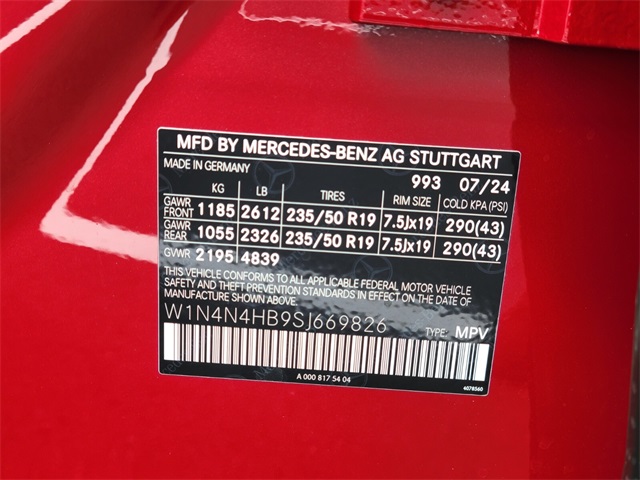 MFD BY MERCEDES-BENZ AG STUTTGART
MADE IN GERMANY 993 07/24
KG LB TIRES RIM SIZE COLD KPA (PSI)
GAWR FRONT 1185 2612 235/50 R19 7.5Jx19 290(43)
GAWR REAR 1055 2326 235/50 R19 7.5Jx19 290(43)
GVWR 2195 4839
THIS VEHICLE CONFORMS TO ALL APPLICABLE FEDERAL MOTOR VEHICLE
SAFETY AND THEFT PREVENTION STANDARDS IN EFFECT ON THE DATE
OF MANUFACTURE SHOWN ABOVE.
W1N4N4HB9SJ669826 TYPE: MPV
A 000 817 54 04 4078560